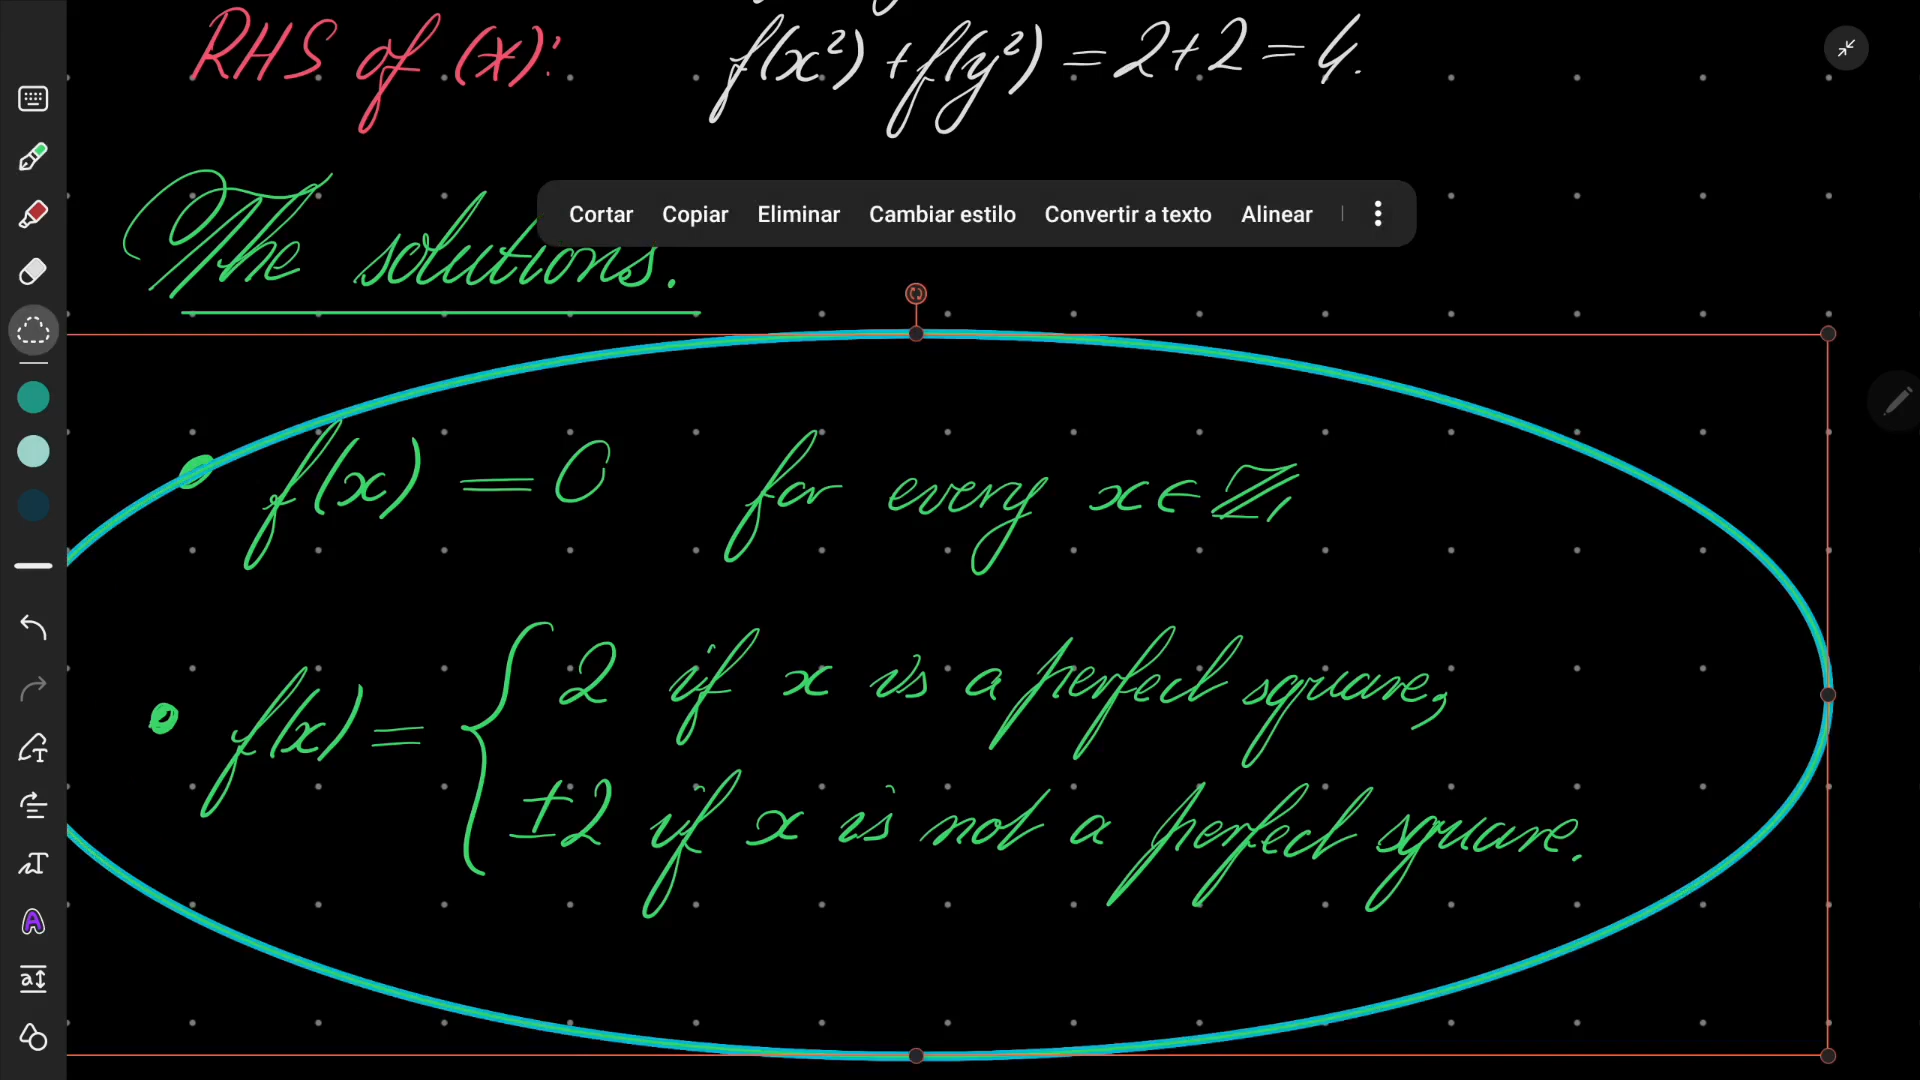 RHS of (*): f(x²) + f(y²) = 2+2 = 4.
Cortar Copiar Eliminar Cambiar estilo Convertir a texto Alinear
The solutions.
• f(x) = 0 for every x ∈ ℤ,
• f(x) = { 2 if x is a perfect square;
±2 if x is not a perfect square.